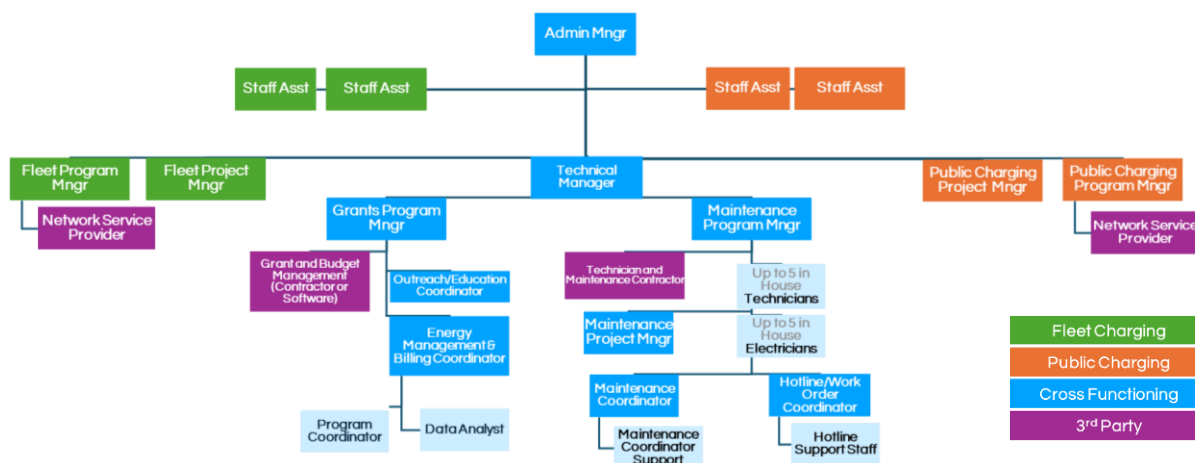 Admin Mngr
Staff Asst
Staff Asst
Staff Asst
Staff Asst
Fleet Program
Mngr
Fleet Project
Mngr
Technical
Manager
Public Charging
Project Mngr
Public Charging
Program Mngr
Network Service
Provider
Grants Program
Mngr
Maintenance
Program Mngr
Network Service
Provider
Grant and Budget
Management
(Contractor or
Software)
Outreach/Education
Coordinator
Technician and
Maintenance Contractor
Up to 5 in
House
Technicians
Energy
Management &
Billing Coordinator
Maintenance
Project Mngr
Up to 5 in
House
Electricians
Program
Coordinator
Data Analyst
Maintenance
Coordinator
Hotline/Work
Order
Coordinator
Maintenance
Coordinator
Support
Hotline
Support Staff
Fleet Charging
Public Charging
Cross Functioning
3rd Party